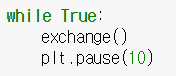 while True:
    exchange()
    plt.pause(10)